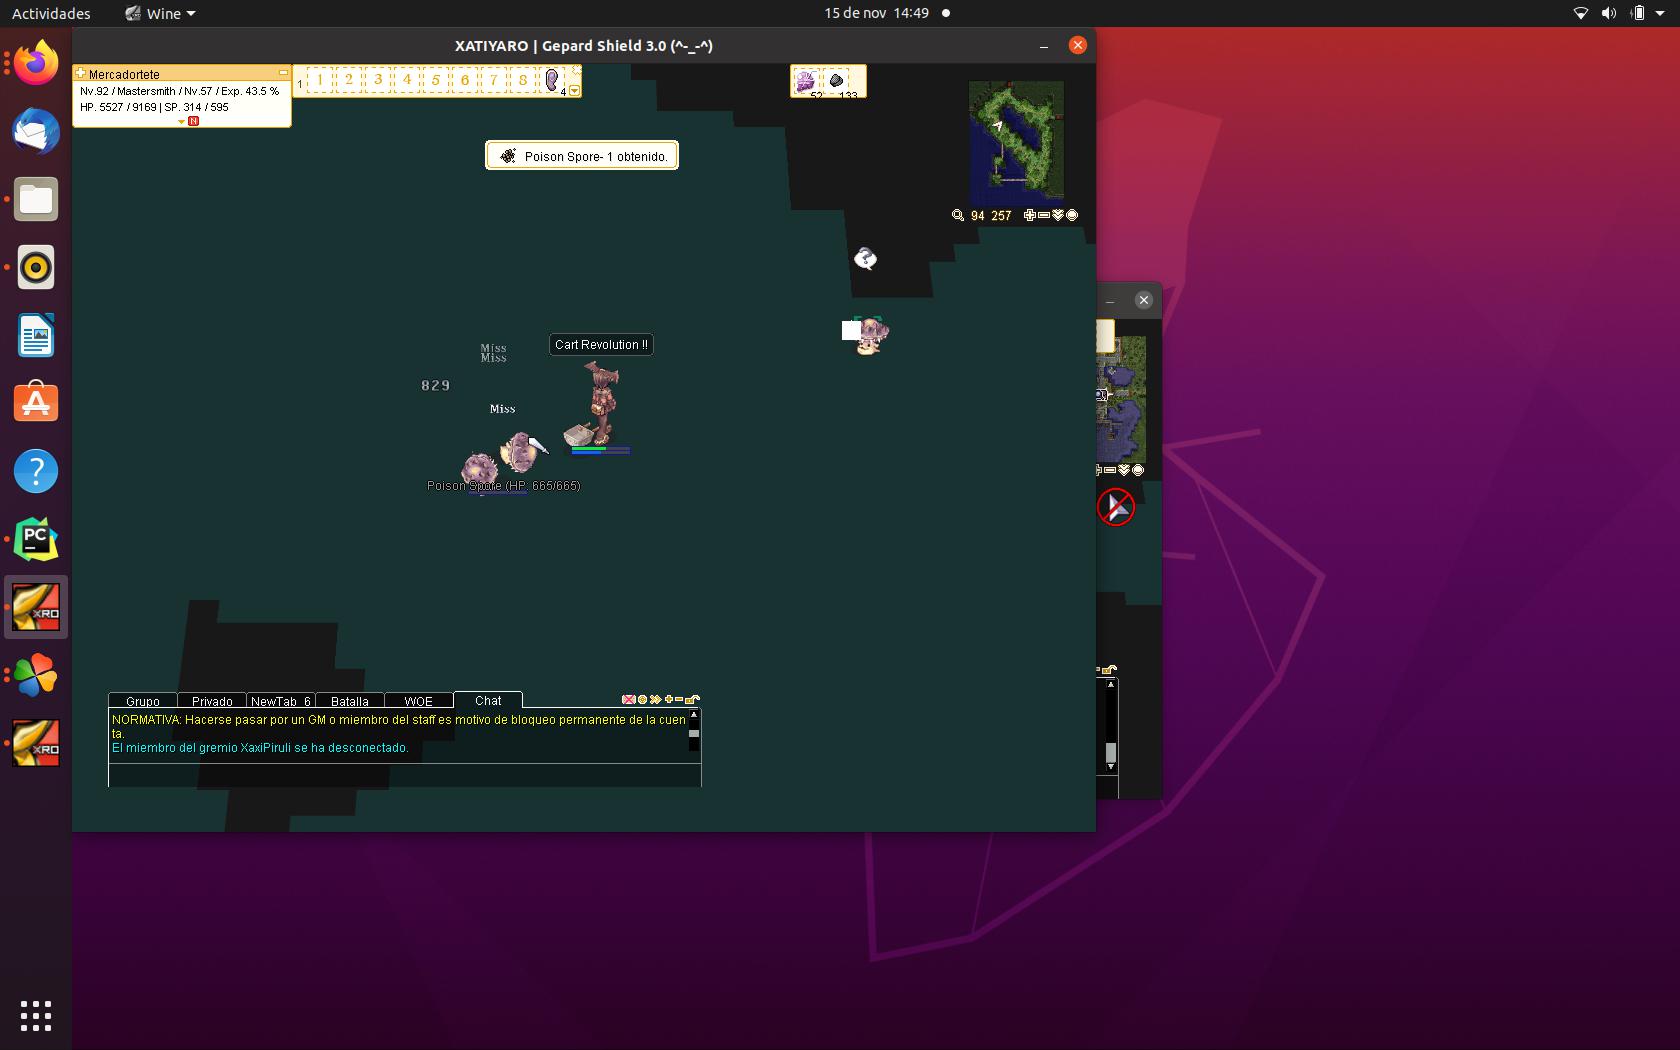 Actividades
Wine
15 de nov 14:49
XATIYARO | Gepard Shield 3.0 (^-_-^)
Mercadortete
Nv.92 / Mastersmith / Nv.57 / Exp. 43.5 %
HP. 5527 / 9169 | SP. 314 / 595
N
1 1 2 3 4 5 6 7 8 4
52 133
Poison Spore- 1 obtenido.
94 257
?
Miss
Miss
Cart Revolution !!
829
Miss
Poison Spore (HP: 665/665)
Grupo Privado NewTab 6 Batalla WOE Chat
NORMATIVA: Hacerse pasar por un GM o miembro del staff es motivo de bloqueo permanente de la cuen
ta.
El miembro del gremio XaxiPiruli se ha desconectado.
?
PC
XRO
XRO